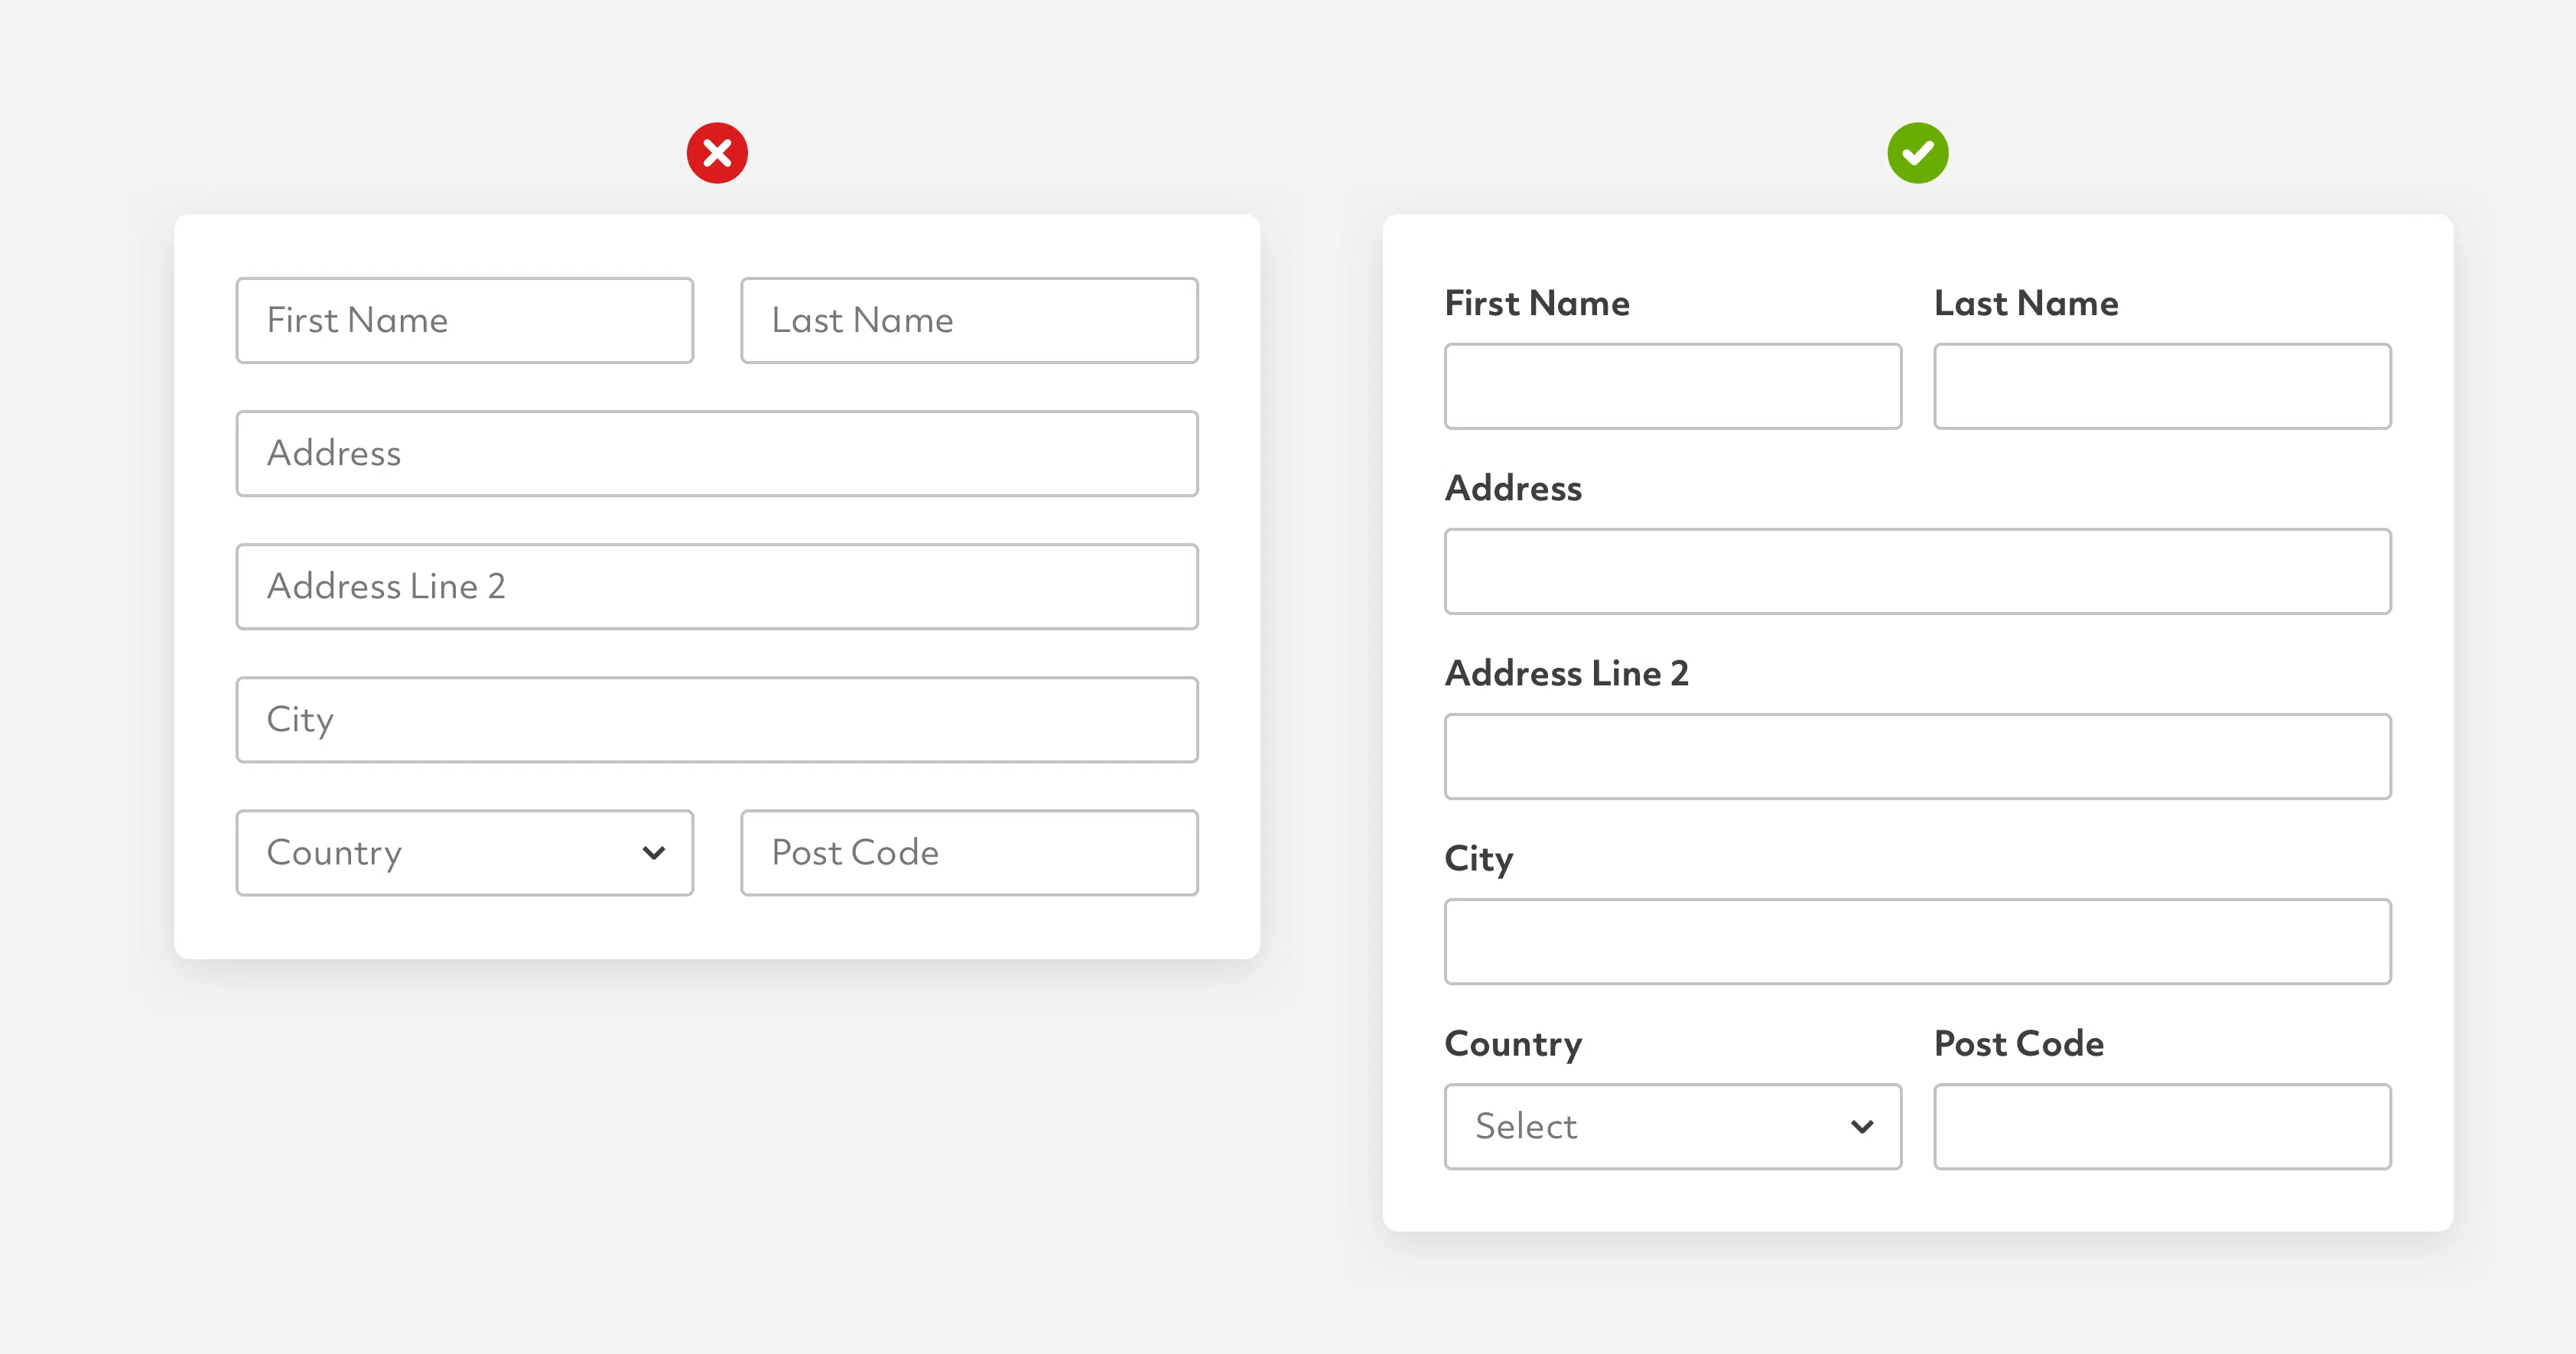 First Name
Last Name
Address
Address Line 2
City
Country
Post Code
First Name
Last Name
Address
Address Line 2
City
Country
Post Code
Select